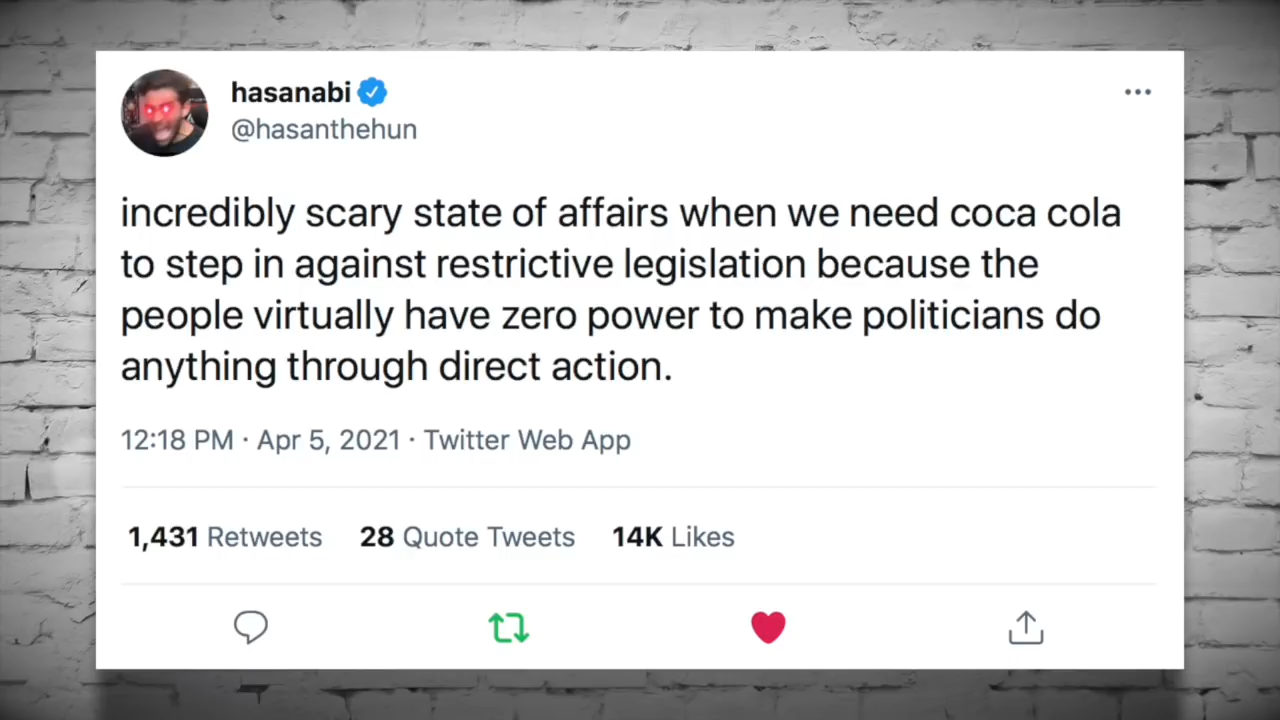 hasanabi
@hasanthehun
incredibly scary state of affairs when we need coca cola
to step in against restrictive legislation because the
people virtually have zero power to make politicians do
anything through direct action.
12:18 PM · Apr 5, 2021 · Twitter Web App
1,431 Retweets 28 Quote Tweets 14K Likes